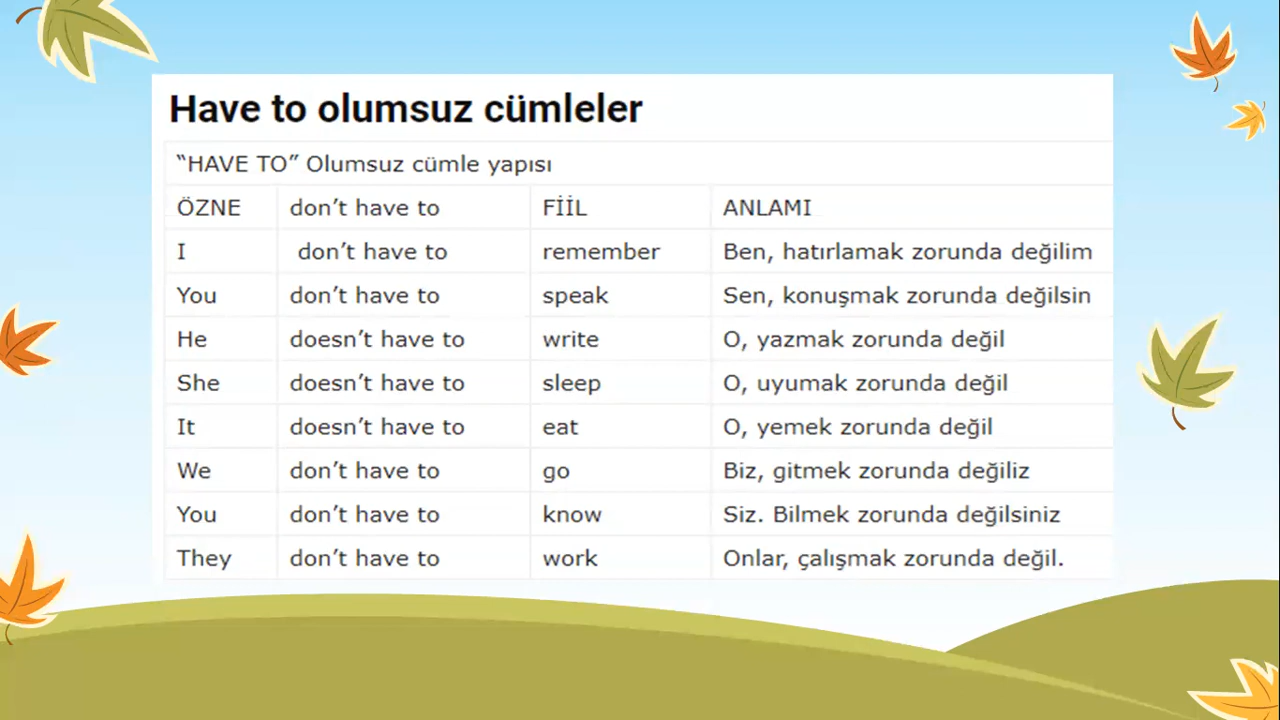 Have to olumsuz cümleler
“HAVE TO” Olumsuz cümle yapısı
ÖZNE don’t have to FİİL ANLAMI
I don’t have to remember Ben, hatırlamak zorunda değilim
You don’t have to speak Sen, konuşmak zorunda değilsin
He doesn’t have to write O, yazmak zorunda değil
She doesn’t have to sleep O, uyumak zorunda değil
It doesn’t have to eat O, yemek zorunda değil
We don’t have to go Biz, gitmek zorunda değiliz
You don’t have to know Siz. Bilmek zorunda değilsiniz
They don’t have to work Onlar, çalışmak zorunda değil.